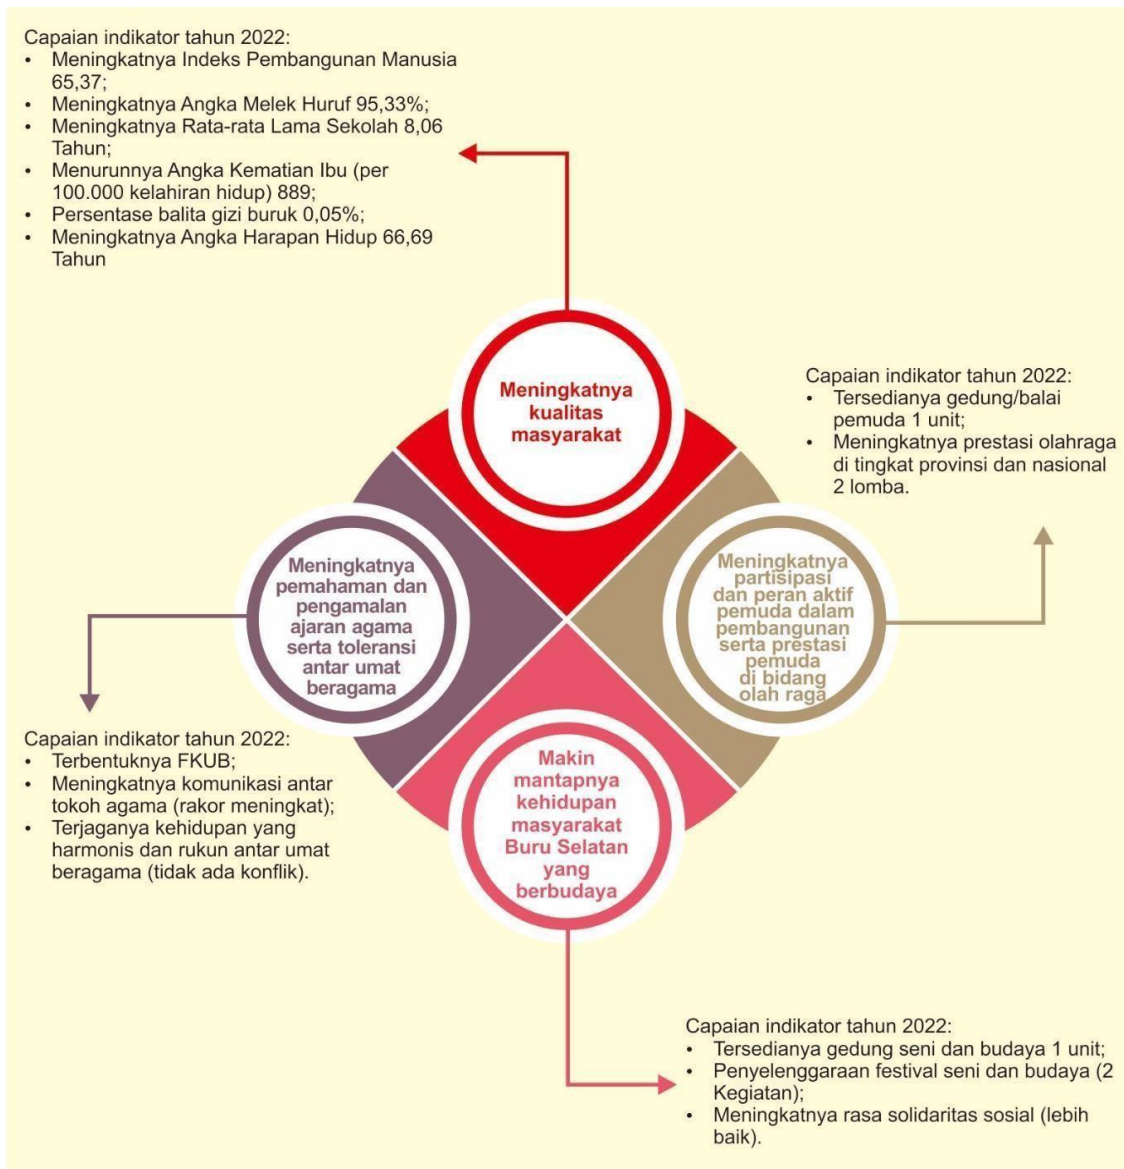 Capaian indikator tahun 2022:
• Meningkatnya Indeks Pembangunan Manusia
65,37;
• Meningkatnya Angka Melek Huruf 95,33%;
• Meningkatnya Rata-rata Lama Sekolah 8,06
Tahun;
• Menurunnya Angka Kematian Ibu (per
100.000 kelahiran hidup) 889;
• Persentase balita gizi buruk 0,05%;
• Meningkatnya Angka Harapan Hidup 66,69
Tahun
Meningkatnya
kualitas
masyarakat
Capaian indikator tahun 2022:
• Tersedianya gedung/balai
pemuda 1 unit;
• Meningkatnya prestasi olahraga
di tingkat provinsi dan nasional
2 lomba.
Meningkatnya
pemahaman dan
pengamalan
ajaran agama
serta toleransi
antar umat
beragama
Meningkatnya
partisipasi
dan peran aktif
pemuda dalam
pembangunan
serta prestasi
pemuda
di bidang
olah raga
Capaian indikator tahun 2022:
• Terbentuknya FKUB;
• Meningkatnya komunikasi antar
tokoh agama (rakor meningkat);
• Terjaganya kehidupan yang
harmonis dan rukun antar umat
beragama (tidak ada konflik).
Makin
mantapnya
kehidupan
masyarakat
Buru Selatan
yang
berbudaya
Capaian indikator tahun 2022:
• Tersedianya gedung seni dan budaya 1 unit;
• Penyelenggaraan festival seni dan budaya (2
Kegiatan);
• Meningkatnya rasa solidaritas sosial (lebih
baik).